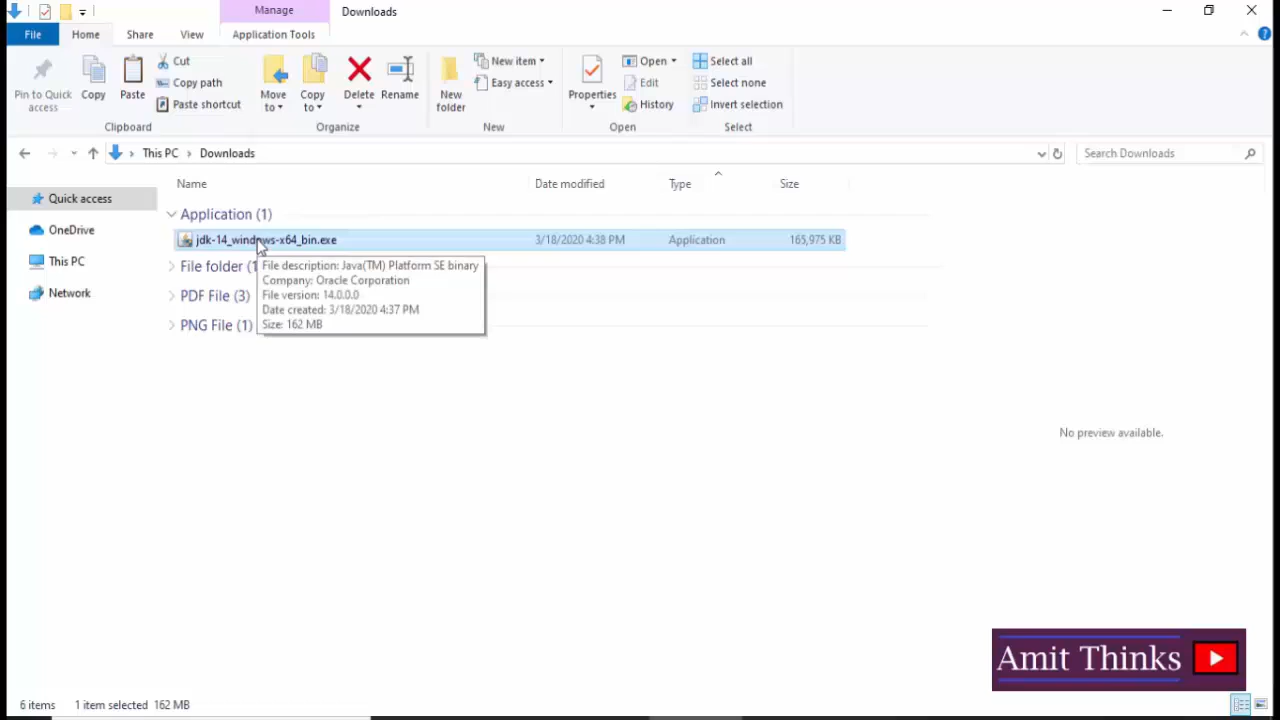 Manage
Downloads
File
Home
Share
View
Application Tools
Pin to Quick access
Copy
Paste
Cut
Copy path
Paste shortcut
Clipboard
Move to
Copy to
Delete
Rename
Organize
New folder
New item
Easy access
New
Properties
Open
Edit
History
Open
Select all
Select none
Invert selection
Select
This PC
Downloads
Search Downloads
Name
Date modified
Type
Size
Quick access
OneDrive
This PC
Network
Application (1)
jdk-14_windows-x64_bin.exe
3/18/2020 4:38 PM
Application
165,975 KB
File folder (1
PDF File (3)
PNG File (1)
File description: Java(TM) Platform SE binary
Company: Oracle Corporation
File version: 14.0.0.0
Date created: 3/18/2020 4:37 PM
Size: 162 MB
No preview available.
Amit Thinks
6 items
1 item selected 162 MB